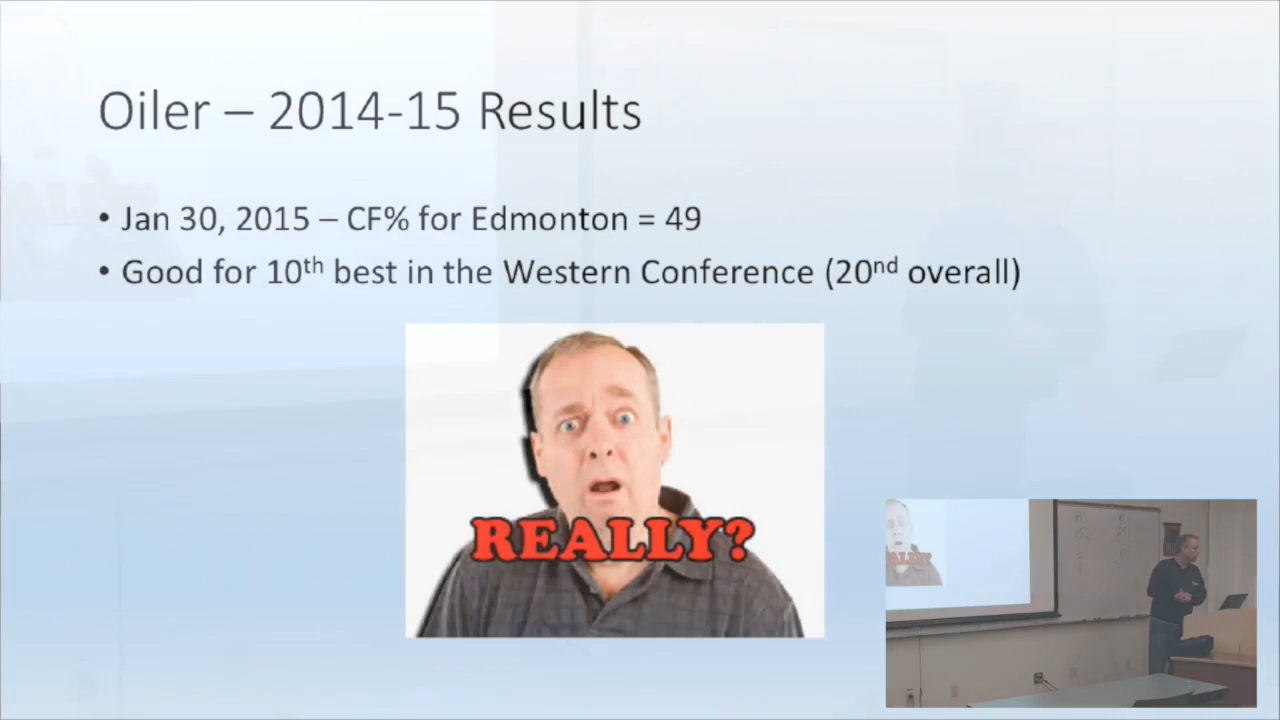 Oiler – 2014-15 Results
• Jan 30, 2015 – CF% for Edmonton = 49
• Good for 10th best in the Western Conference (20nd overall)
REALLY?